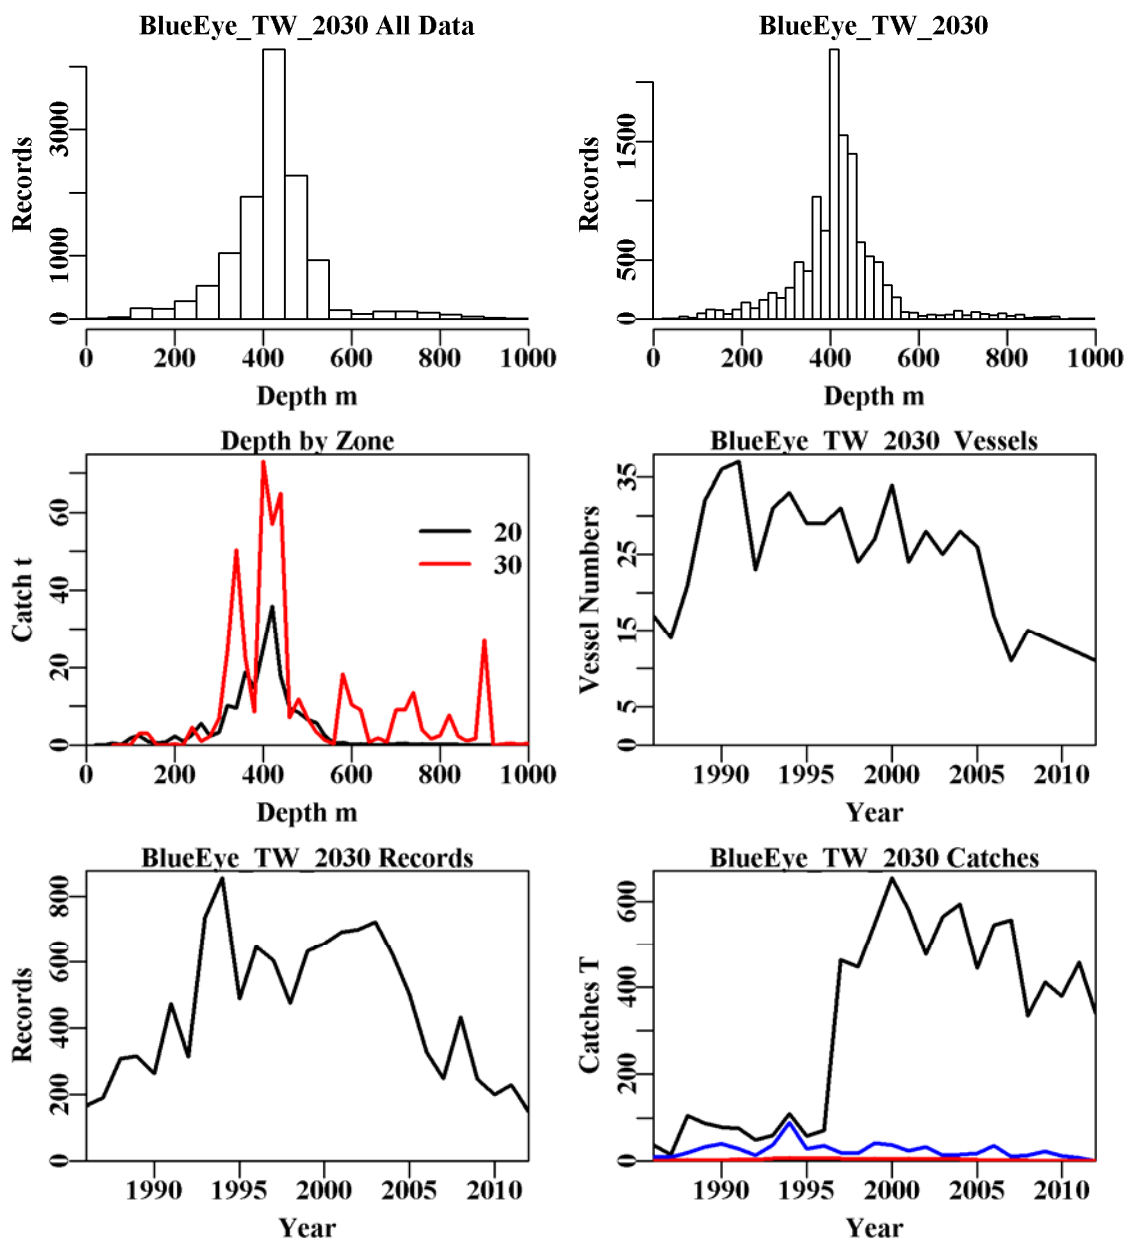 BlueEye_TW_2030 All Data
Records
1000 3000
0
0 200 400 600 800 1000
Depth m
BlueEye_TW_2030
Records
0 500 1500
0 200 400 600 800 1000
Depth m
Depth by Zone
Catch t
0 20 40 60
20
30
0 200 400 600 800 1000
Depth m
BlueEye_TW_2030_Vessels
Vessel Numbers
0 5 15 25 35
1990 1995 2000 2005 2010
Year
BlueEye_TW_2030 Records
Records
0 200 400 600 800
1990 1995 2000 2005 2010
Year
BlueEye_TW_2030 Catches
Catches T
0 200 400 600
1990 1995 2000 2005 2010
Year